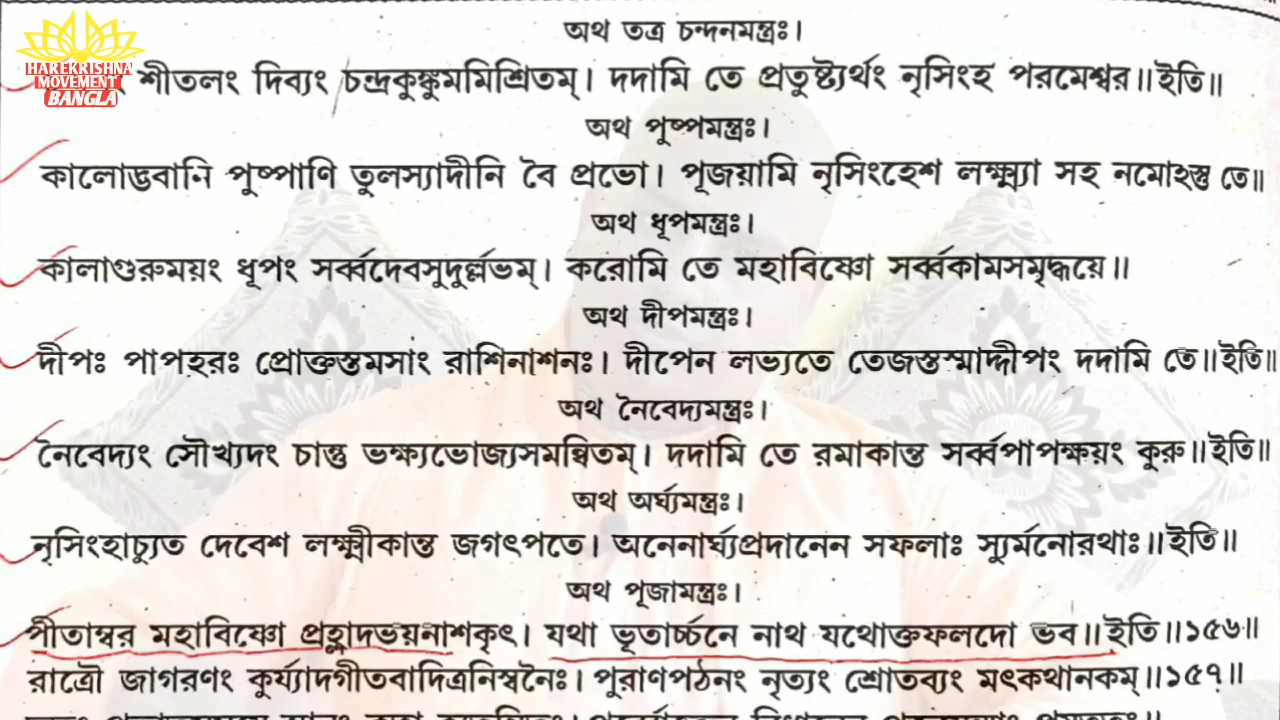 HAREKRISHNA
MOVEMENT
BANGLA
অথ তত্র চন্দনমন্ত্রঃ।
শীতলং দিব্যং চন্দ্রকুঙ্কুমমিশ্রিতম্। দদামি তে প্রতুষ্ট্যর্থং নৃসিংহ পরমেশ্বর॥ইতি॥
অথ পুষ্পমন্ত্রঃ।
কালোদ্ভবানি পুষ্পাণি তুলস্যাদীনি বৈ প্রভো। পূজয়ামি নৃসিংহেশ লক্ষ্ম্যা সহ নমোঽস্তু তে॥
অথ ধূপমন্ত্রঃ।
কালাগুরুময়ং ধূপং সর্ব্বদেবসুদুর্ল্লভম্। করোমি তে মহাবিষ্ণো সর্ব্বকামসমৃদ্ধয়ে॥
অথ দীপমন্ত্রঃ।
দীপঃ পাপহরঃ প্রোক্তস্তমসাং রাশিনাশনঃ। দীপেন লভ্যতে তেজস্তস্মাদ্দীপং দদামি তে॥ইতি॥
অথ নৈবেদ্যমন্ত্রঃ।
নৈবেদ্যং সৌখ্যদং চাস্তু ভক্ষ্যভোজ্যসমন্বিতম্। দদামি তে রমাকান্ত সর্ব্বপাপক্ষয়ং কুরু॥ইতি॥
অথ অর্ঘ্যমন্ত্রঃ।
নৃসিংহাচ্যুত দেবেশ লক্ষ্মীকান্ত জগৎপতে। অনেনার্ঘ্যপ্রদানেন সফলাঃ স্যুর্মনোরথাঃ॥ইতি॥
অথ পূজামন্ত্রঃ।
পীতাম্বর মহাবিষ্ণো প্রহ্লাদভয়নাশকৃৎ। যথা ভূতার্চ্চনে নাথ যথোক্তফলদো ভব॥ইতি॥১৫৬॥
রাত্রৌ জাগরণং কুর্য্যাদগীতবাদিত্রনিস্বনৈঃ। পুরাণপঠনং নৃত্যং শ্রোতব্যং মৎকথানকম্॥১৫৭॥